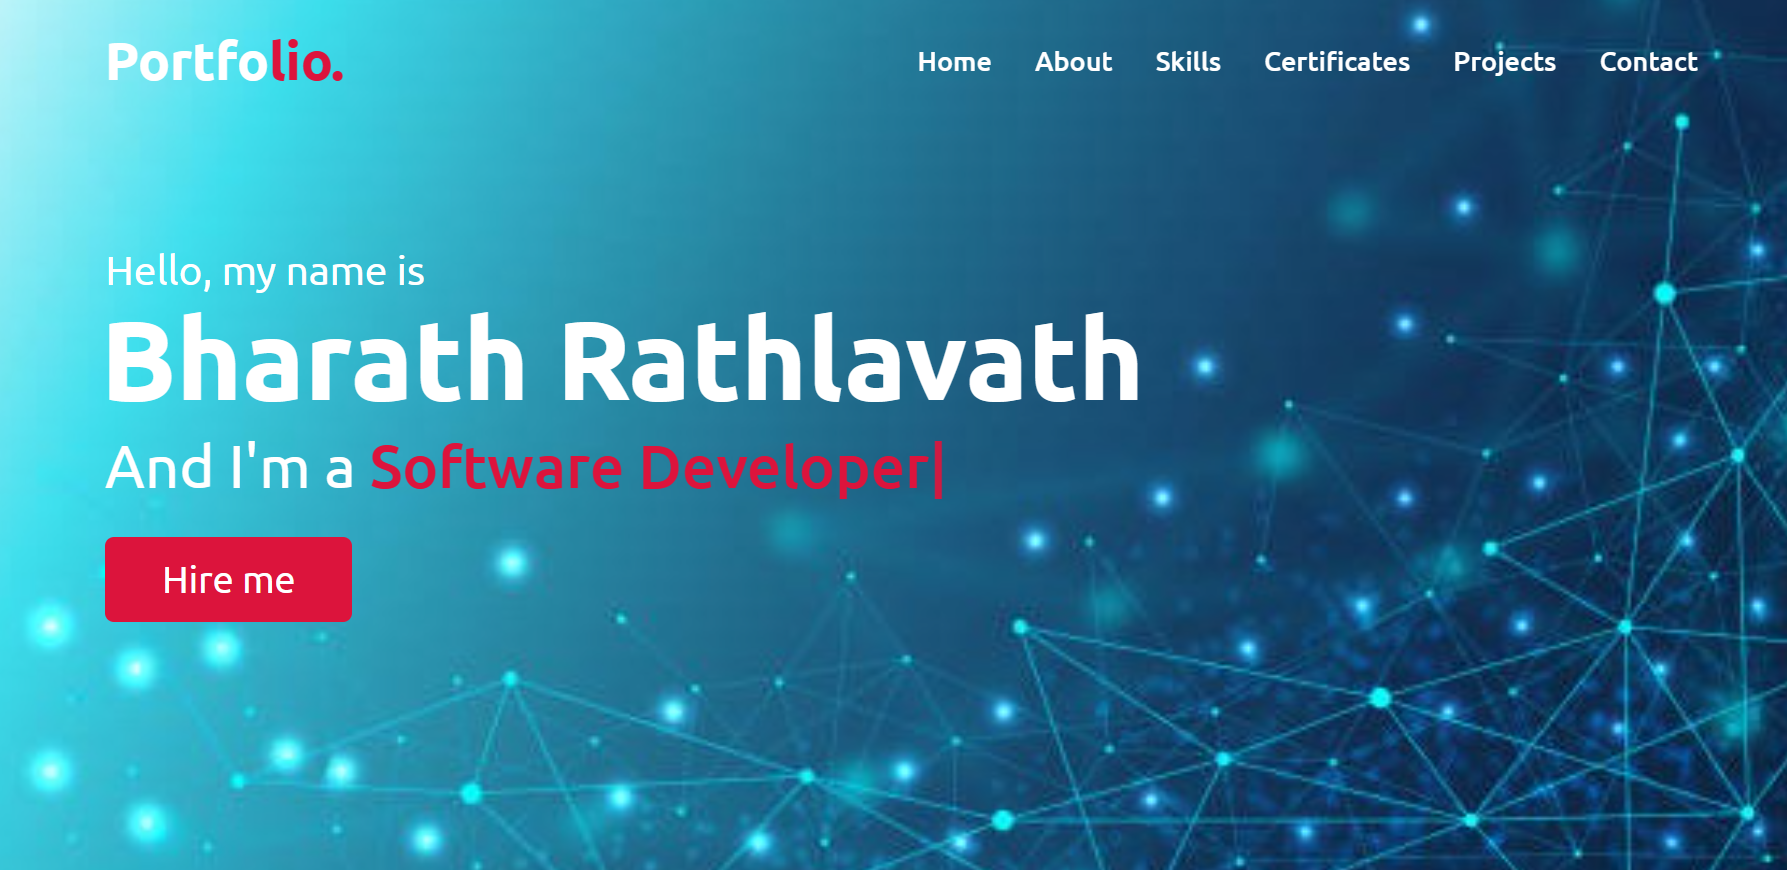 Portfolio.
Home About Skills Certificates Projects Contact
Hello, my name is
Bharath Rathlavath
And I'm a Software Developer|
Hire me